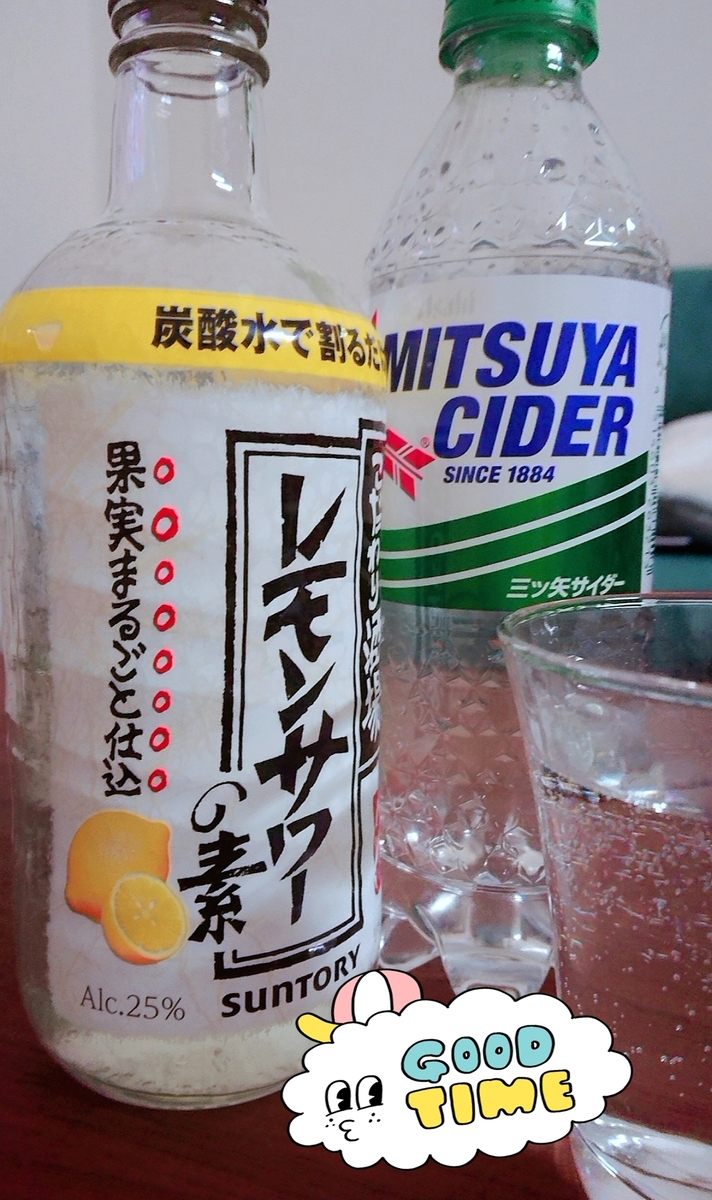 炭酸水で割るだ
果実まるごと仕込
レモンサワー
の素
Alc.25%
SUNTORY
Asahi
MITSUYA
CIDER
SINCE 1884
三ツ矢サイダー
GOOD
TIME